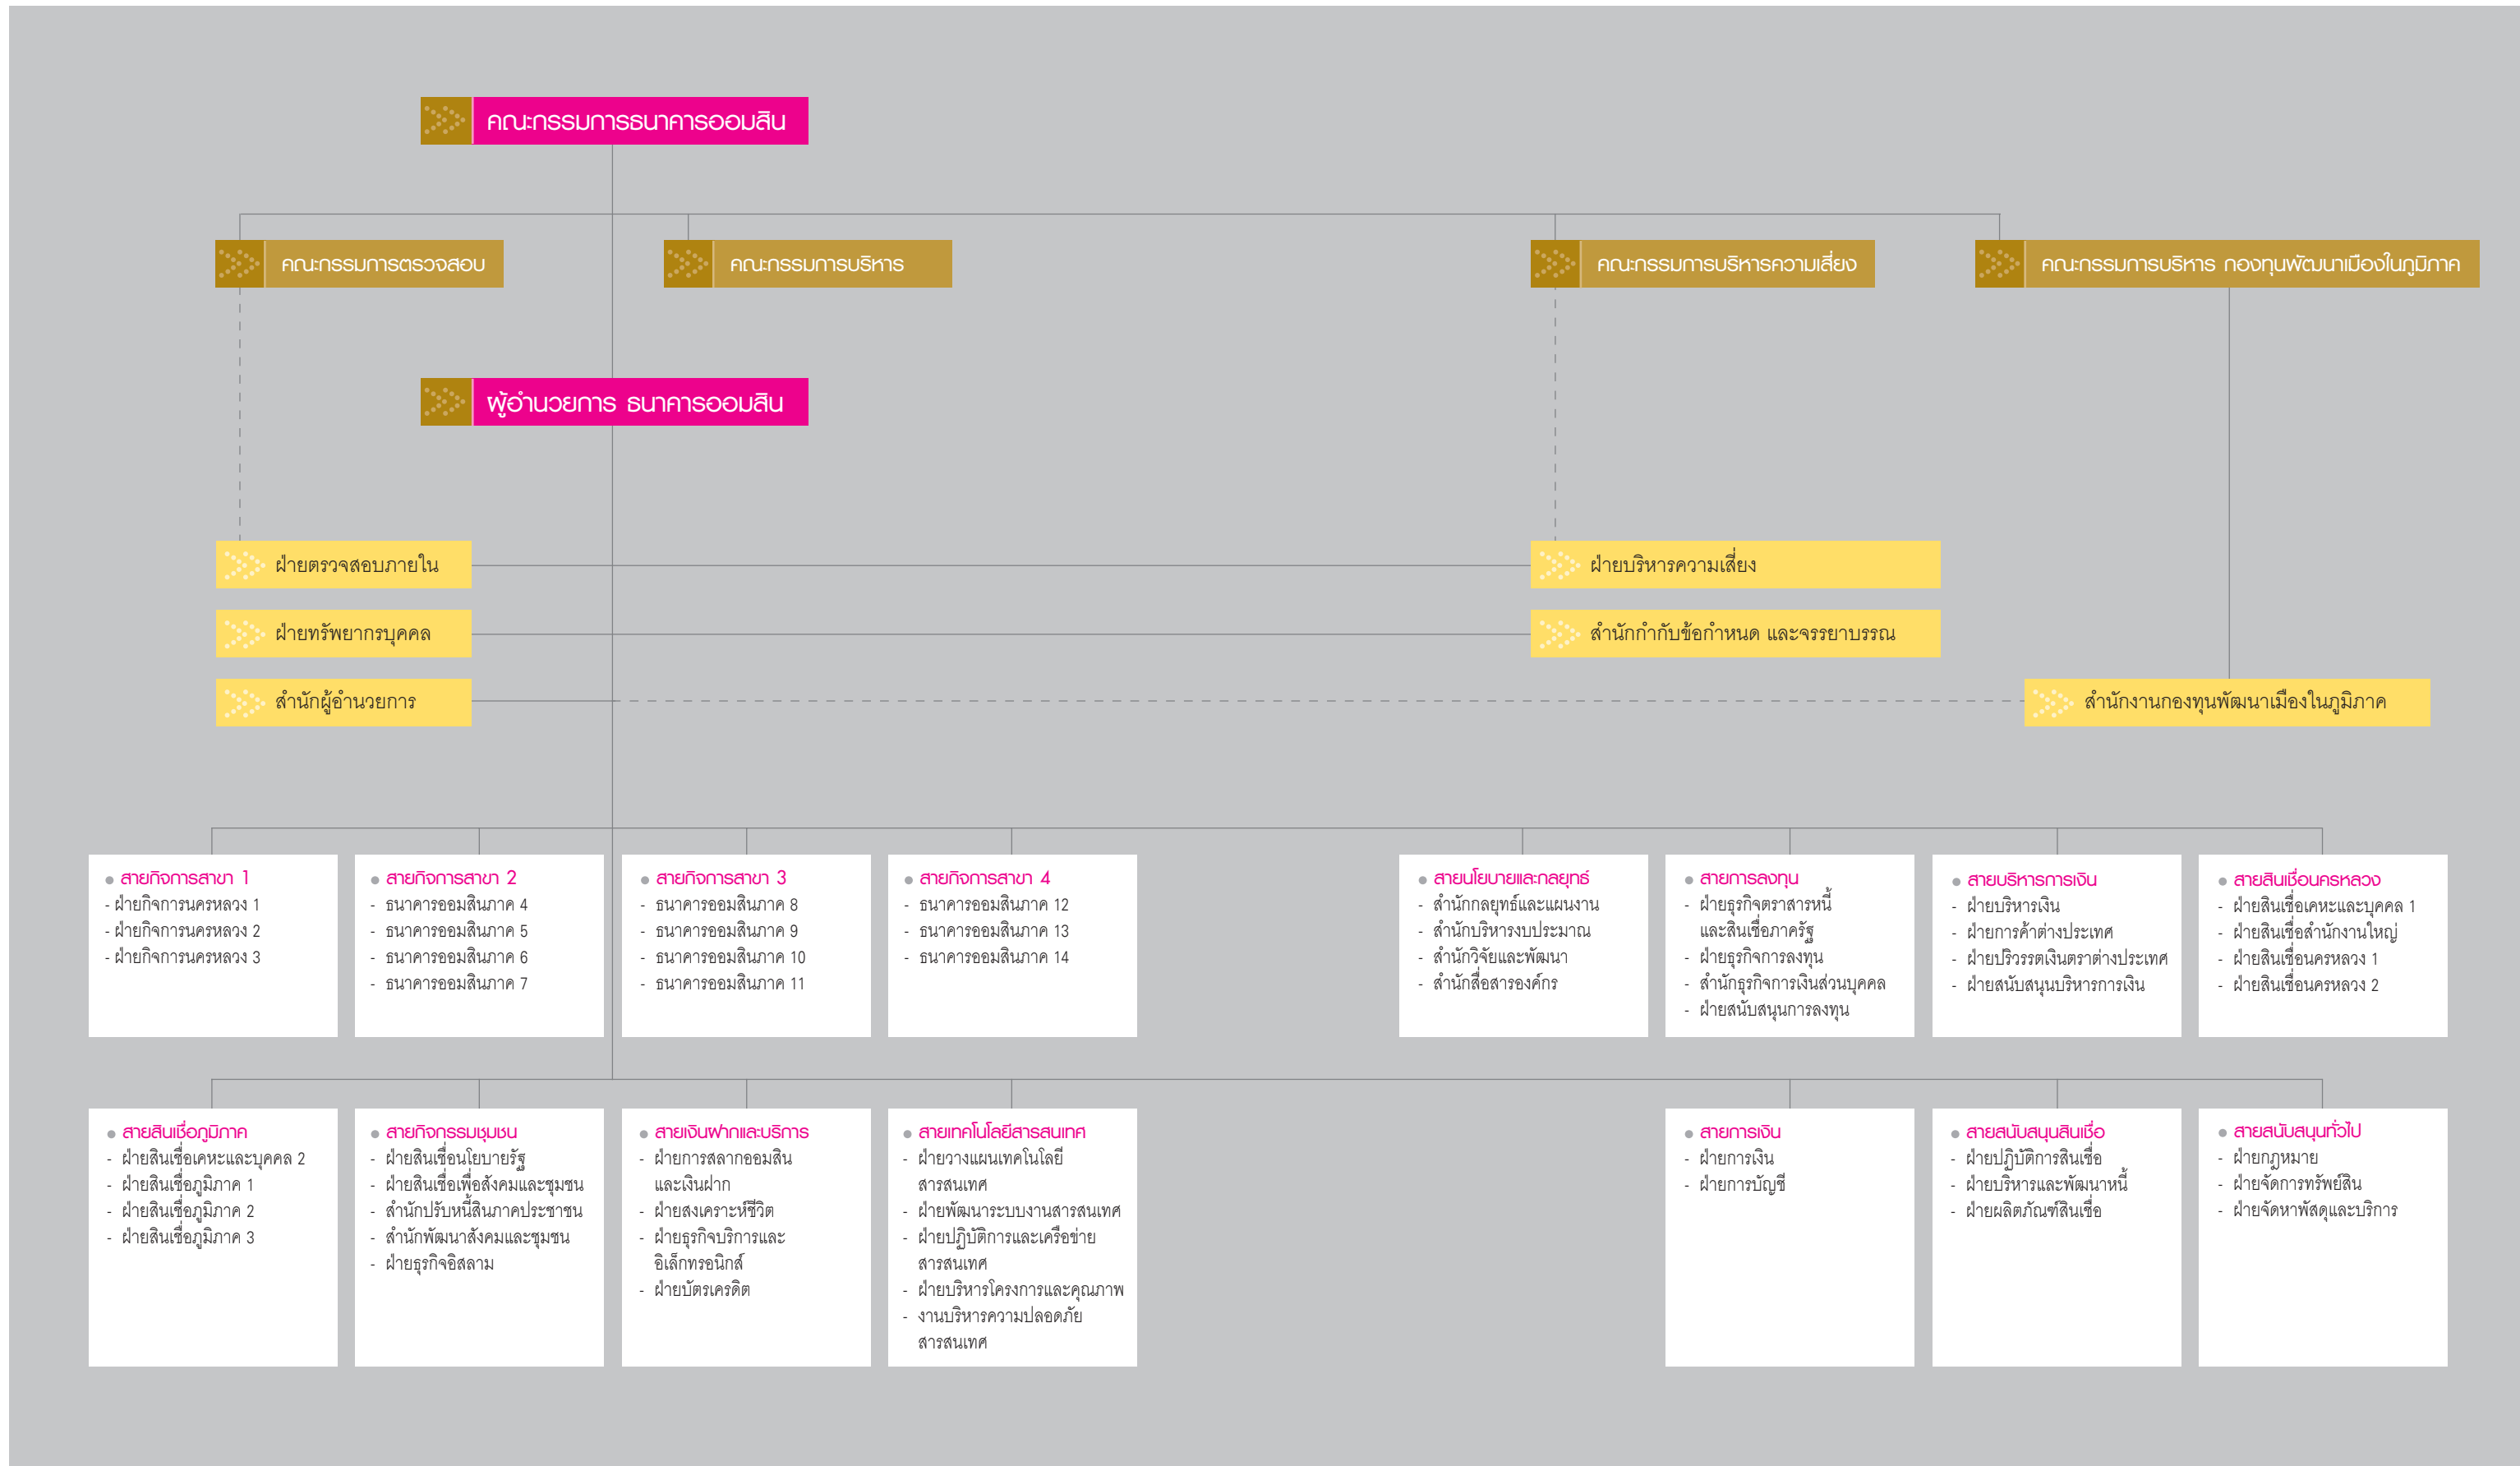 คณะกรรมการธนาคารออมสิน
คณะกรรมการตรวจสอบ
คณะกรรมการบริหาร
คณะกรรมการบริหารความเสี่ยง
คณะกรรมการบริหาร กองทุนพัฒนาเมืองในภูมิภาค
ผู้อำนวยการ ธนาคารออมสิน
ฝ่ายตรวจสอบภายใน
ฝ่ายบริหารความเสี่ยง
ฝ่ายทรัพยากรบุคคล
สำนักกำกับข้อกำหนด และจรรยาบรรณ
สำนักผู้อำนวยการ
สำนักงานกองทุนพัฒนาเมืองในภูมิภาค
สายกิจการสาขา 1
- ฝ่ายกิจการนครหลวง 1
- ฝ่ายกิจการนครหลวง 2
- ฝ่ายกิจการนครหลวง 3
สายกิจการสาขา 2
- ธนาคารออมสินภาค 4
- ธนาคารออมสินภาค 5
- ธนาคารออมสินภาค 6
- ธนาคารออมสินภาค 7
สายกิจการสาขา 3
- ธนาคารออมสินภาค 8
- ธนาคารออมสินภาค 9
- ธนาคารออมสินภาค 10
- ธนาคารออมสินภาค 11
สายกิจการสาขา 4
- ธนาคารออมสินภาค 12
- ธนาคารออมสินภาค 13
- ธนาคารออมสินภาค 14
สายนโยบายและกลยุทธ์
- สำนักกลยุทธ์และแผนงาน
- สำนักบริหารงบประมาณ
- สำนักวิจัยและพัฒนา
- สำนักสื่อสารองค์กร
สายการลงทุน
- ฝ่ายธุรกิจตราสารหนี้
และสินเชื่อภาครัฐ
- ฝ่ายธุรกิจการลงทุน
- สำนักธุรกิจการเงินส่วนบุคคล
- ฝ่ายสนับสนุนการลงทุน
สายบริหารการเงิน
- ฝ่ายบริหารเงิน
- ฝ่ายการค้าต่างประเทศ
- ฝ่ายปริวรรตเงินตราต่างประเทศ
- ฝ่ายสนับสนุนบริหารการเงิน
สายสินเชื่อนครหลวง
- ฝ่ายสินเชื่อเคหะและบุคคล 1
- ฝ่ายสินเชื่อสำนักงานใหญ่
- ฝ่ายสินเชื่อนครหลวง 1
- ฝ่ายสินเชื่อนครหลวง 2
สายสินเชื่อภูมิภาค
- ฝ่ายสินเชื่อเคหะและบุคคล 2
- ฝ่ายสินเชื่อภูมิภาค 1
- ฝ่ายสินเชื่อภูมิภาค 2
- ฝ่ายสินเชื่อภูมิภาค 3
สายกิจกรรมชุมชน
- ฝ่ายสินเชื่อนโยบายรัฐ
- ฝ่ายสินเชื่อเพื่อสังคมและชุมชน
- สำนักปรับหนี้สินภาคประชาชน
- สำนักพัฒนาสังคมและชุมชน
- ฝ่ายธุรกิจอิสลาม
สายเงินฝากและบริการ
- ฝ่ายการสลากออมสิน
และเงินฝาก
- ฝ่ายสงเคราะห์ชีวิต
- ฝ่ายธุรกิจบริการและ
อิเล็กทรอนิกส์
- ฝ่ายบัตรเครดิต
สายเทคโนโลยีสารสนเทศ
- ฝ่ายวางแผนเทคโนโลยี
สารสนเทศ
- ฝ่ายพัฒนาระบบงานสารสนเทศ
- ฝ่ายปฏิบัติการและเครือข่าย
สารสนเทศ
- ฝ่ายบริหารโครงการและคุณภาพ
- งานบริหารความปลอดภัย
สารสนเทศ
สายการเงิน
- ฝ่ายการเงิน
- ฝ่ายการบัญชี
สายสนับสนุนสินเชื่อ
- ฝ่ายปฏิบัติการสินเชื่อ
- ฝ่ายบริหารและพัฒนาหนี้
- ฝ่ายผลิตภัณฑ์สินเชื่อ
สายสนับสนุนทั่วไป
- ฝ่ายกฎหมาย
- ฝ่ายจัดการทรัพย์สิน
- ฝ่ายจัดหาพัสดุและบริการ